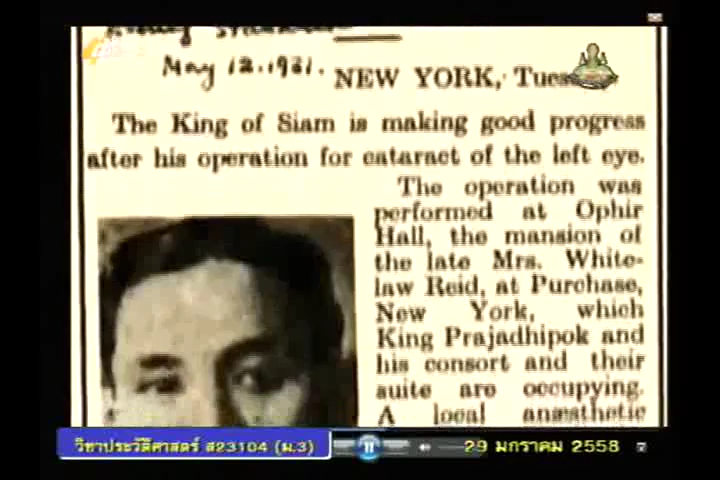 May 12.1931.
NEW YORK, Tues
The King of Siam is making good progress
after his operation for cataract of the left eye.
The operation was
performed at Ophir
Hall, the mansion of
the late Mrs. White-
law Reid, at Purchase,
New York, which
King Prajadhipok and
his consort and their
suite are occupying.
A local anæsthetic
วิชาประวัติศาสตร์ ส23104 (ม.3)
29 มกราคม 2558